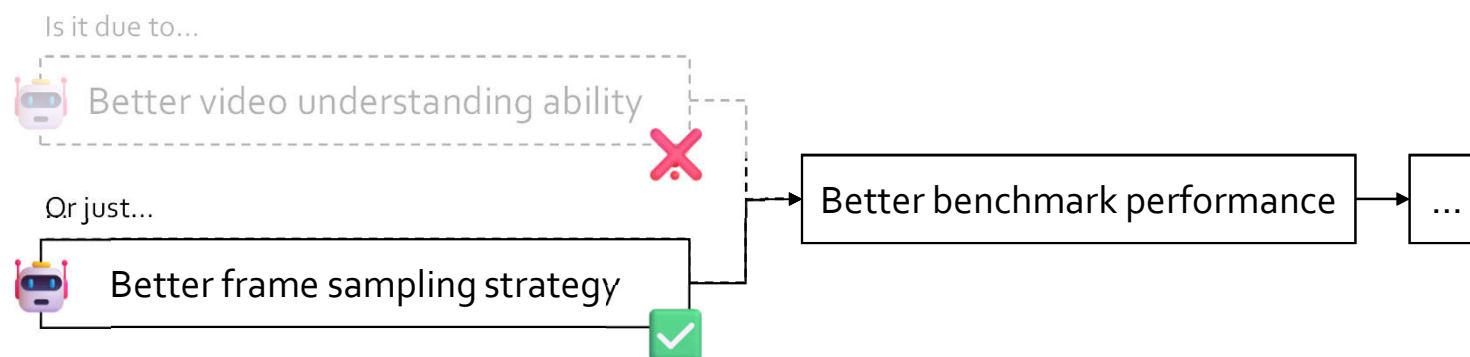 Is it due to...
Better video understanding ability
Or just...
Better frame sampling strategy
Better benchmark performance
...